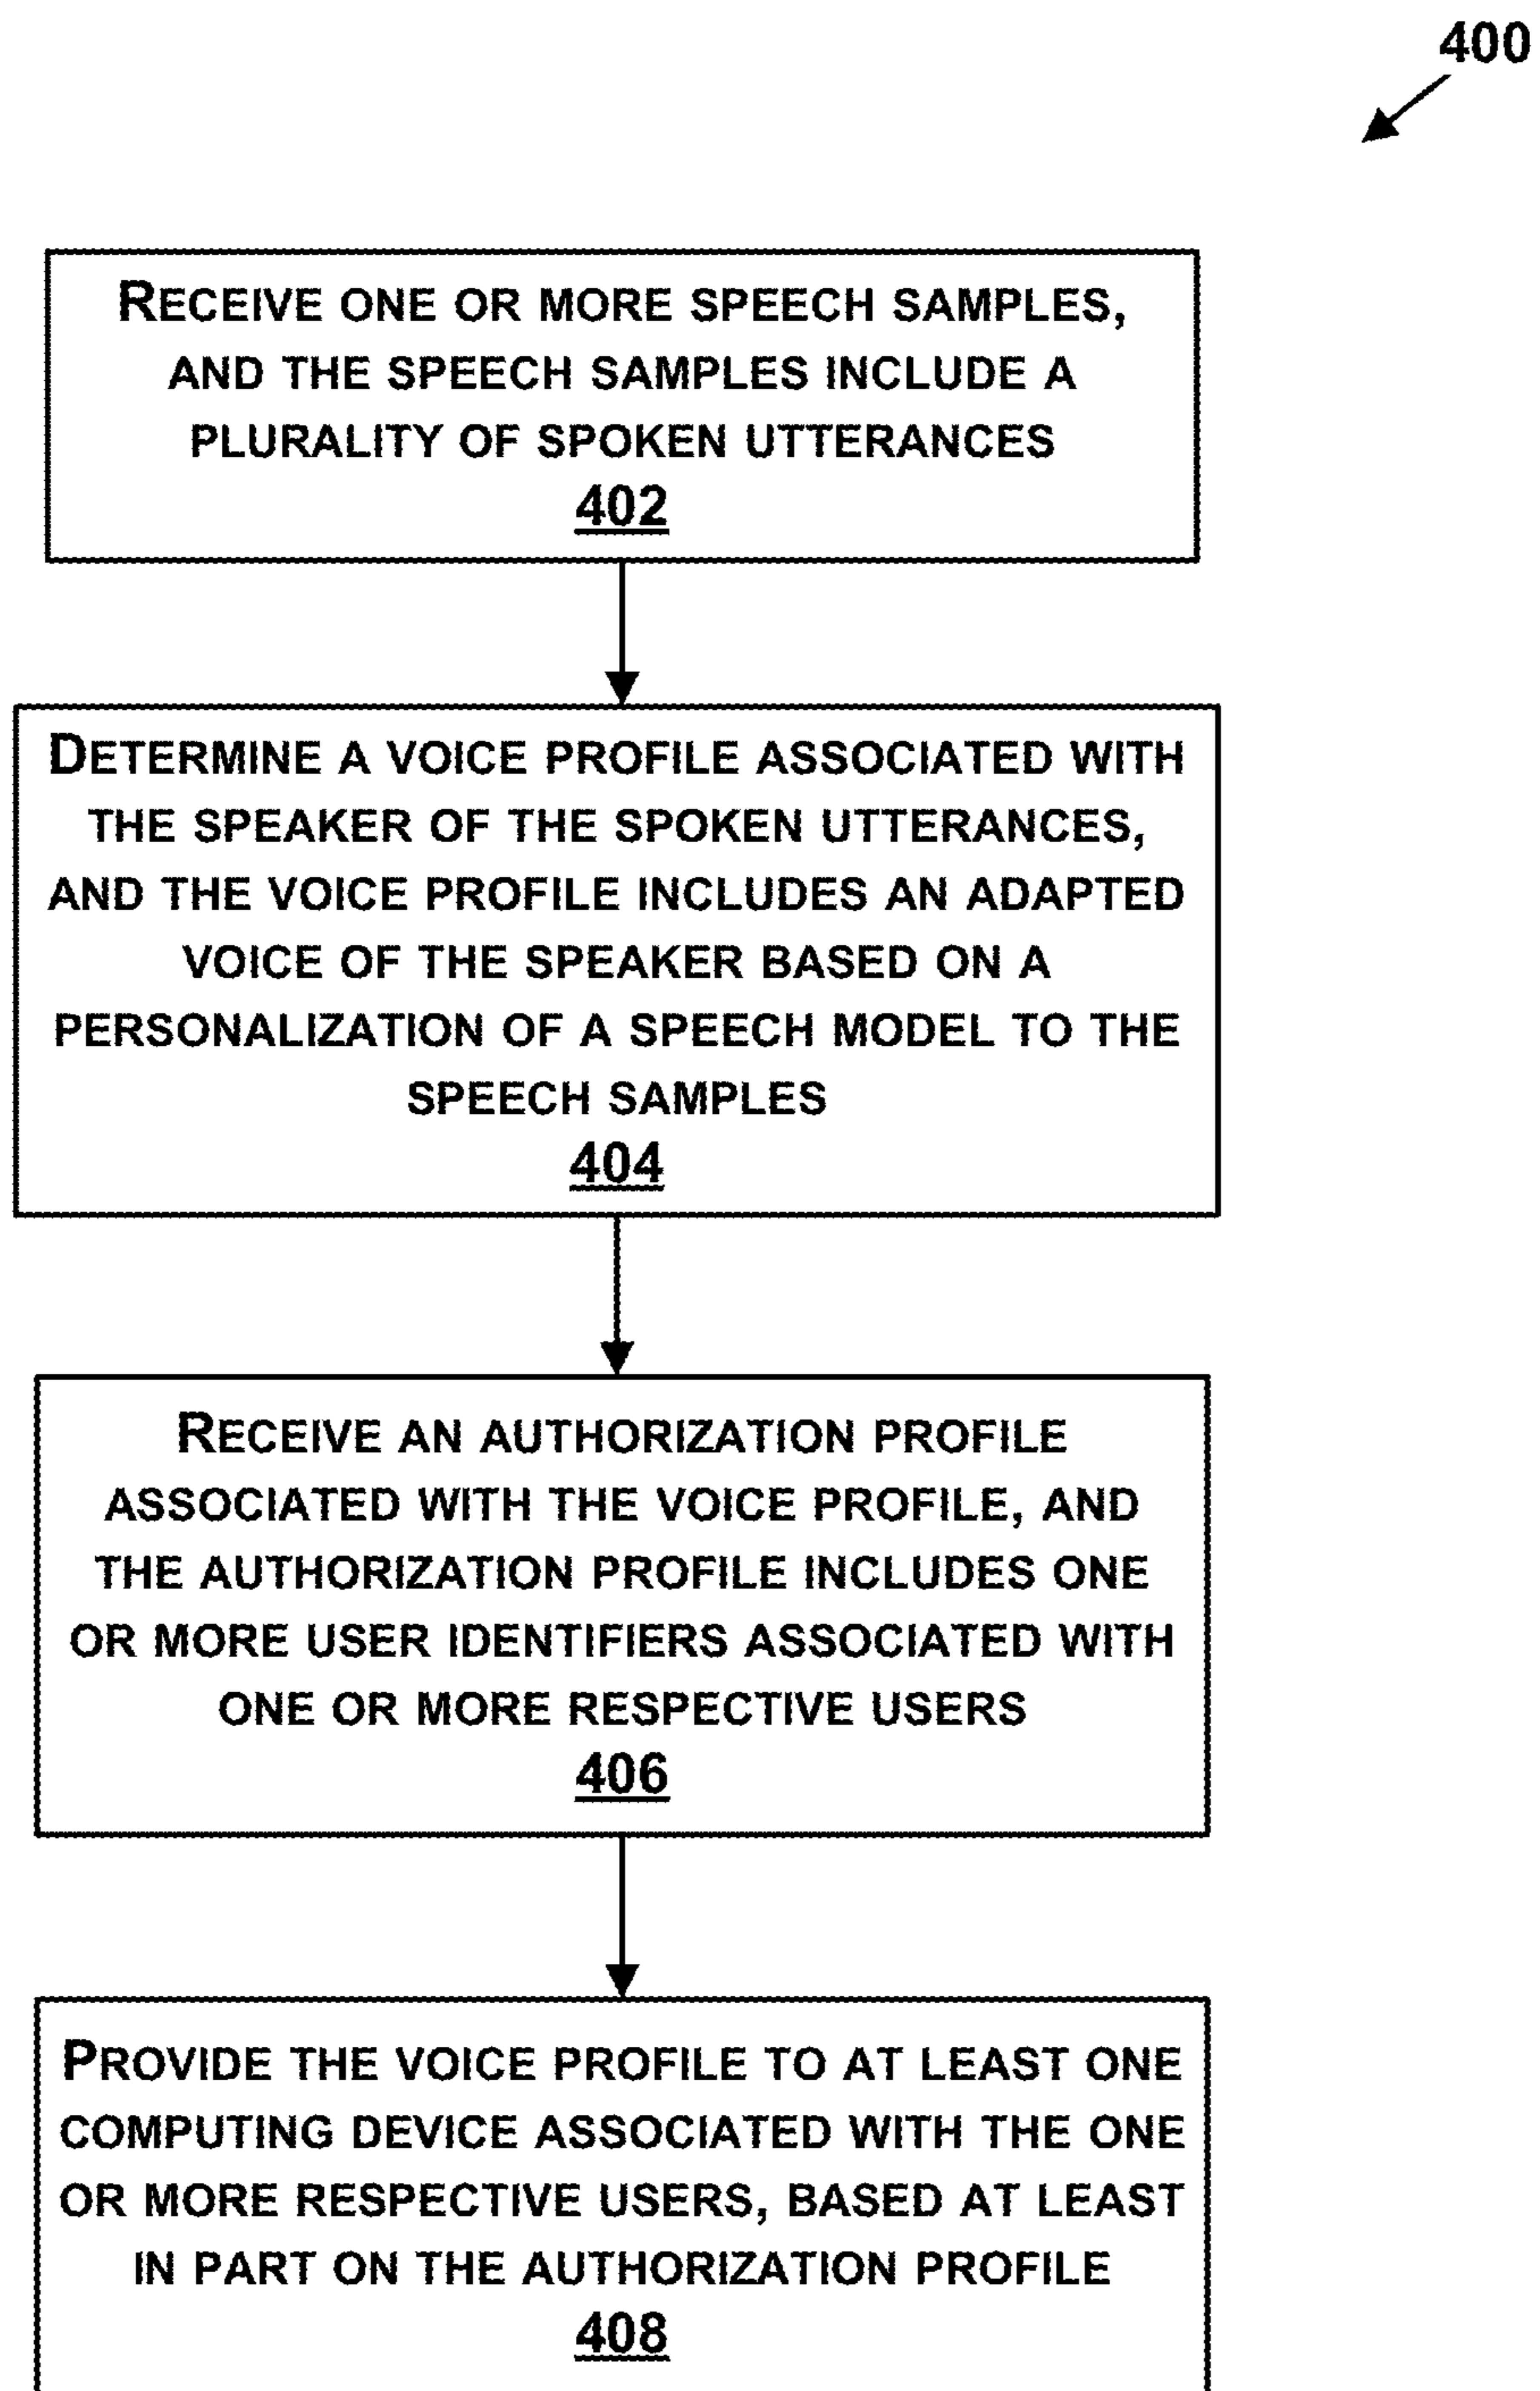 400
RECEIVE ONE OR MORE SPEECH SAMPLES,
AND THE SPEECH SAMPLES INCLUDE A
PLURALITY OF SPOKEN UTTERANCES
402
DETERMINE A VOICE PROFILE ASSOCIATED WITH
THE SPEAKER OF THE SPOKEN UTTERANCES,
AND THE VOICE PROFILE INCLUDES AN ADAPTED
VOICE OF THE SPEAKER BASED ON A
PERSONALIZATION OF A SPEECH MODEL TO THE
SPEECH SAMPLES
404
RECEIVE AN AUTHORIZATION PROFILE
ASSOCIATED WITH THE VOICE PROFILE, AND
THE AUTHORIZATION PROFILE INCLUDES ONE
OR MORE USER IDENTIFIERS ASSOCIATED WITH
ONE OR MORE RESPECTIVE USERS
406
PROVIDE THE VOICE PROFILE TO AT LEAST ONE
COMPUTING DEVICE ASSOCIATED WITH THE ONE
OR MORE RESPECTIVE USERS, BASED AT LEAST
IN PART ON THE AUTHORIZATION PROFILE
408